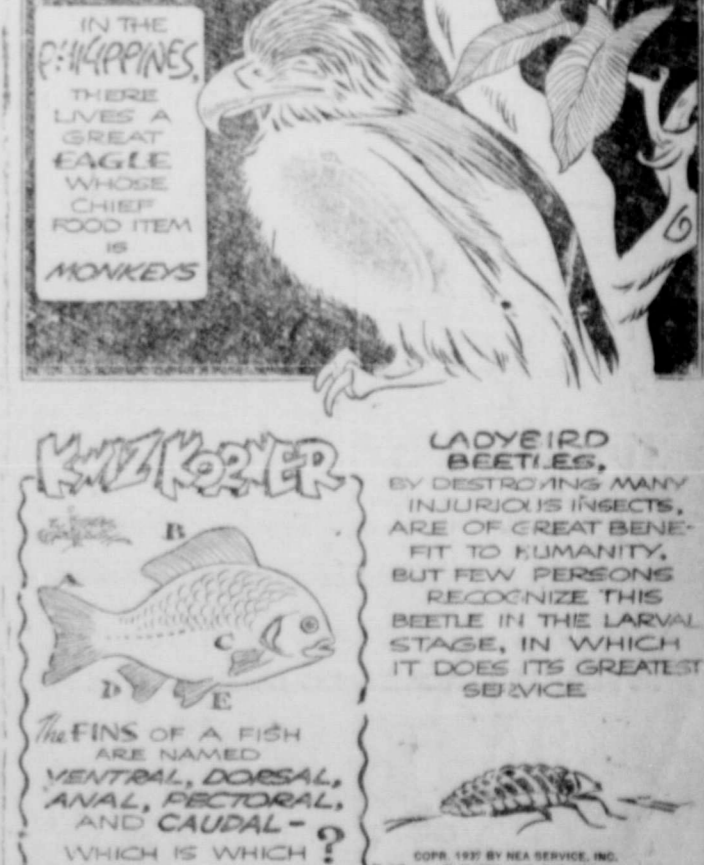 IN THE
PHILIPPINES,
THERE
LIVES A
GREAT
EAGLE
WHOSE
CHIEF
FOOD ITEM
IS
MONKEYS
KWIZ KORNER
B
A
C
D
E
The FINS OF A FISH
ARE NAMED
VENTRAL, DORSAL,
ANAL, PECTORAL,
AND CAUDAL-
WHICH IS WHICH?
LADYBIRD
BEETLES,
BY DESTROYING MANY
INJURIOUS INSECTS,
ARE OF GREAT BENE-
FIT TO HUMANITY.
BUT FEW PERSONS
RECOGNIZE THIS
BEETLE IN THE LARVAL
STAGE, IN WHICH
IT DOES ITS GREATEST
SERVICE
COPR. 1937 BY NEA SERVICE, INC.